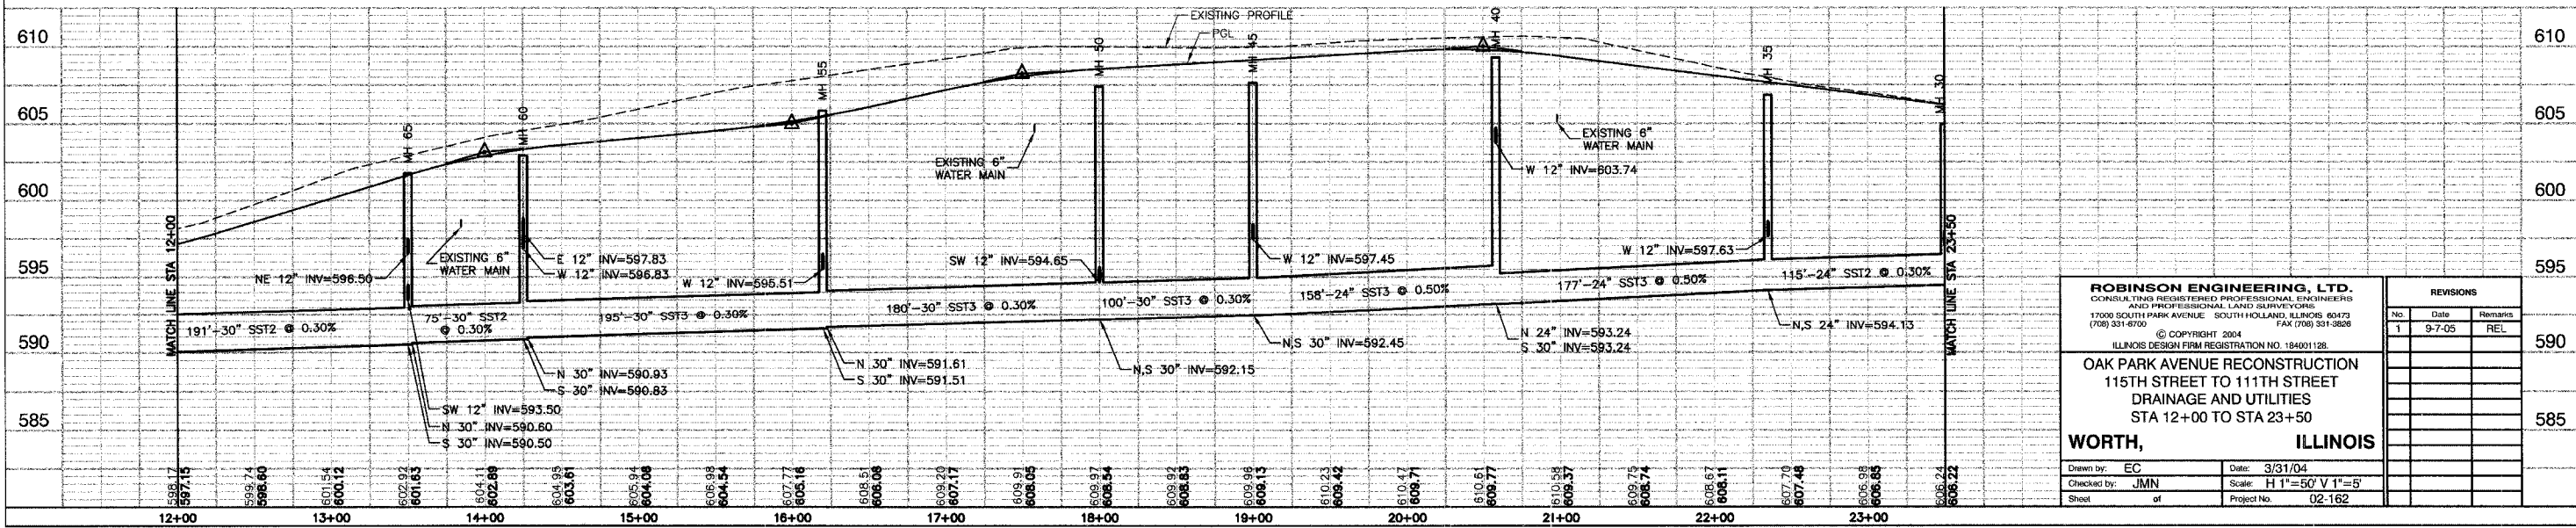 EXISTING PROFILE
PGL
610
605
600
595
590
585
610
605
600
595
590
585
MATCH LINE STA 12+00
MH 65
MH 60
MH 55
MH 50
MH 45
MH 40
MH 35
MH 30
MATCH LINE STA 23+50
NE 12" INV=596.50
EXISTING 6"
WATER MAIN
E 12" INV=597.83
W 12" INV=596.83
W 12" INV=595.51
EXISTING 6"
WATER MAIN
SW 12" INV=594.65
W 12" INV=597.45
W 12" INV=603.74
EXISTING 6"
WATER MAIN
W 12" INV=597.63
191'-30" SST2 @ 0.30%
75'-30" SST2
@ 0.30%
195'-30" SST3 @ 0.30%
180'-30" SST3 @ 0.30%
100'-30" SST3 @ 0.30%
158'-24" SST3 @ 0.50%
177'-24" SST3 @ 0.50%
115'-24" SST2 @ 0.30%
SW 12" INV=593.50
N 30" INV=590.60
S 30" INV=590.50
N 30" INV=590.93
S 30" INV=590.83
N 30" INV=591.61
S 30" INV=591.51
N,S 30" INV=592.15
N,S 30" INV=592.45
N 24" INV=593.24
S 30" INV=593.24
N,S 24" INV=594.13
598.17 597.15
599.74 598.60
601.54 600.12
602.92 601.63
604.11 602.89
604.95 603.61
605.94 604.08
606.98 604.54
607.77 605.16
608.51 606.08
609.20 607.17
609.91 608.05
609.97 608.54
609.92 608.83
609.96 609.13
610.23 609.42
610.47 609.71
610.61 609.77
610.58 609.37
609.75 608.74
608.67 608.11
607.70 607.48
606.98 606.85
606.24 606.22
12+00
13+00
14+00
15+00
16+00
17+00
18+00
19+00
20+00
21+00
22+00
23+00
ROBINSON ENGINEERING, LTD.
CONSULTING REGISTERED PROFESSIONAL ENGINEERS
AND PROFESSIONAL LAND SURVEYORS
17000 SOUTH PARK AVENUE SOUTH HOLLAND, ILLINOIS 60473
(708) 331-6700 FAX (708) 331-3826
© COPYRIGHT 2004
ILLINOIS DESIGN FIRM REGISTRATION NO. 184001128.
OAK PARK AVENUE RECONSTRUCTION
115TH STREET TO 111TH STREET
DRAINAGE AND UTILITIES
STA 12+00 TO STA 23+50
WORTH, ILLINOIS
Drawn by: EC Date: 3/31/04
Checked by: JMN Scale: H 1"=50' V 1"=5'
Sheet of Project No. 02-162
REVISIONS
No. Date Remarks
1 9-7-05 REL